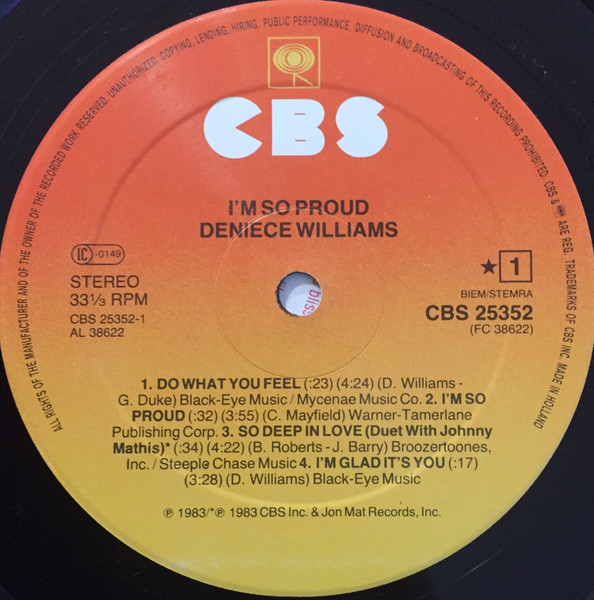 ALL RIGHTS OF THE MANUFACTURER AND OF THE OWNER OF THE RECORDED WORK RESERVED. UNAUTHORIZED COPYING, LENDING, HIRING, PUBLIC PERFORMANCE, DIFFUSION AND BROADCASTING OF THIS RECORDING PROHIBITED. CBS & ARE REG. TRADEMARKS OF CBS INC. MADE IN HOLLAND
CBS
I'M SO PROUD
DENIECE WILLIAMS
IC -0149
★ 1
STEREO
33⅓ RPM
BIEM/STEMRA
CBS 25352-1
CBS 25352
AL 38622
(FC 38622)
1. DO WHAT YOU FEEL (:23) (4:24) (D. Williams -
G. Duke) Black-Eye Music / Mycenae Music Co. 2. I'M SO
PROUD (:32) (3:55) (C. Mayfield) Warner-Tamerlane
Publishing Corp. 3. SO DEEP IN LOVE (Duet With Johnny
Mathis)* (:34) (4:22) (B. Roberts - J. Barry) Broozertoones,
Inc. / Steeple Chase Music 4. I'M GLAD IT'S YOU (:17)
(3:28) (D. Williams) Black-Eye Music
℗ 1983/*℗ 1983 CBS Inc. & Jon Mat Records, Inc.